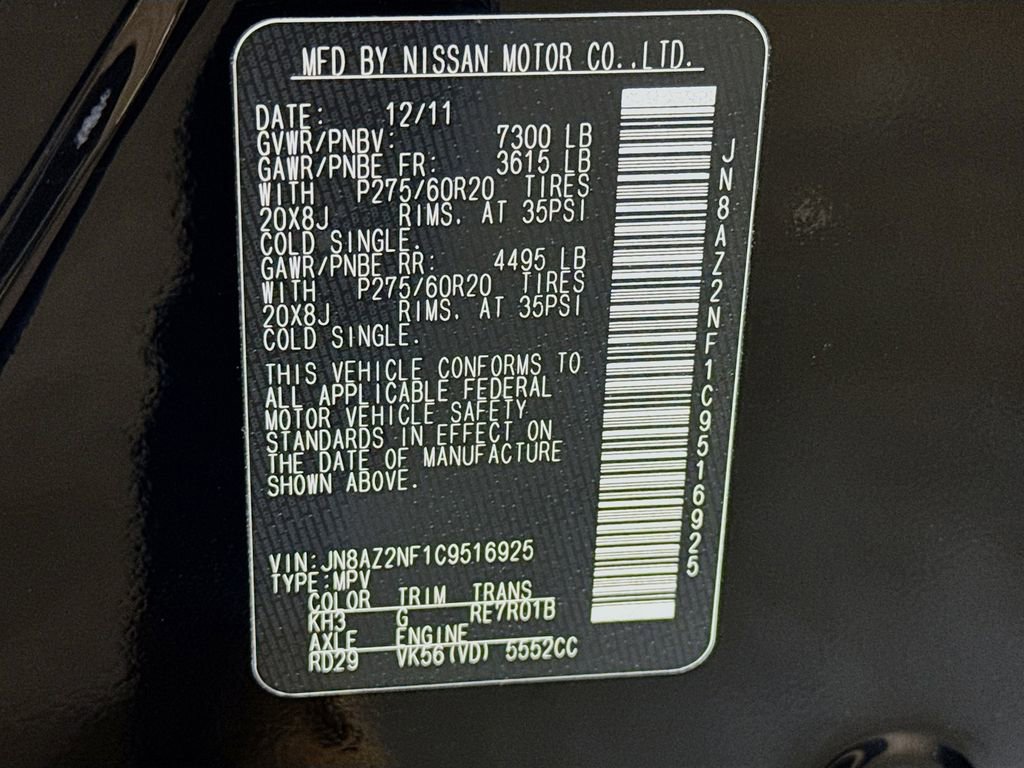 MFD BY NISSAN MOTOR CO.,LTD.
DATE: 12/11
GVWR/PNBV: 7300 LB
GAWR/PNBE FR: 3615 LB
WITH P275/60R20 TIRES
20X8J RIMS. AT 35PSI
COLD SINGLE.
GAWR/PNBE RR: 4495 LB
WITH P275/60R20 TIRES
20X8J RIMS. AT 35PSI
COLD SINGLE.
THIS VEHICLE CONFORMS TO
ALL APPLICABLE FEDERAL
MOTOR VEHICLE SAFETY
STANDARDS IN EFFECT ON
THE DATE OF MANUFACTURE
SHOWN ABOVE.
VIN:JN8AZ2NF1C9516925
TYPE:MPV
COLOR TRIM TRANS
KH3 G RE7R01B
AXLE ENGINE
RD29 VK56(VD) 5552CC
JN8AZ2NF1C9516925